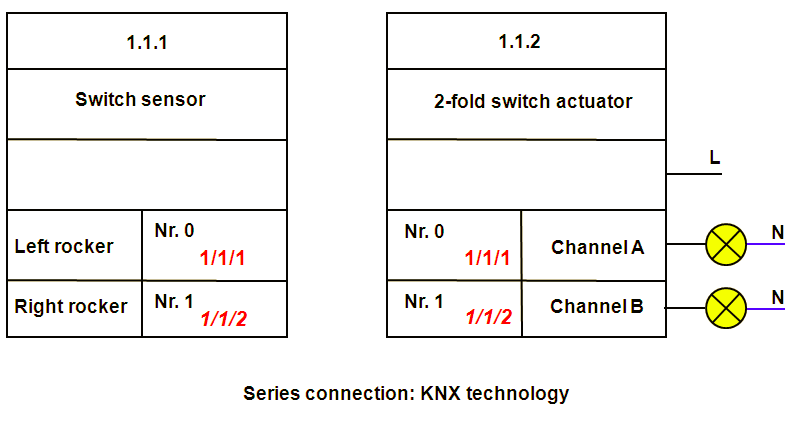 1.1.1
Switch sensor
Left rocker
Nr. 0
1/1/1
Right rocker
Nr. 1
1/1/2
1.1.2
2-fold switch actuator
L
Nr. 0
1/1/1
Channel A
N
Nr. 1
1/1/2
Channel B
N
Series connection: KNX technology